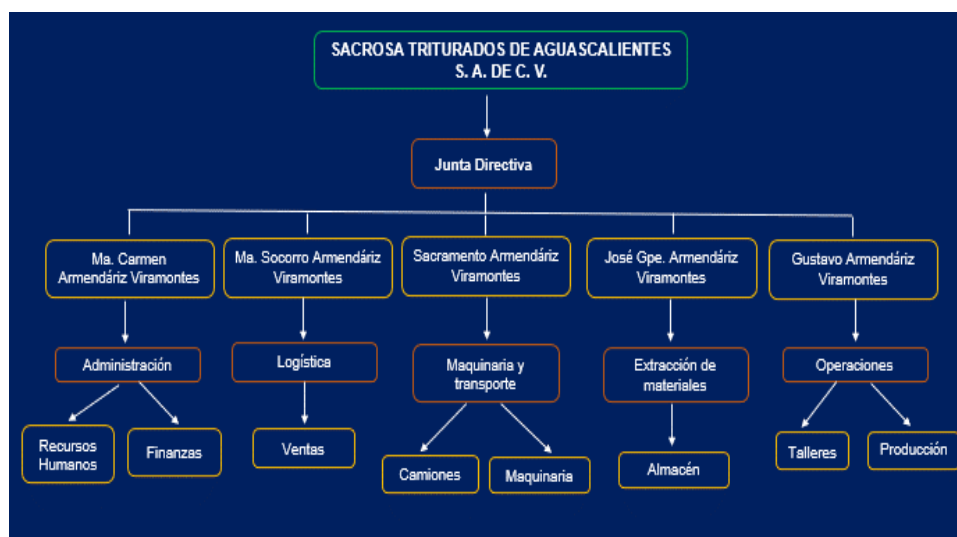 SACROSA TRITURADOS DE AGUASCALIENTES
S. A. DE C. V.
Junta Directiva
Ma. Carmen
Armendáriz Viramontes
Ma. Socorro Armendáriz
Viramontes
Sacramento Armendáriz
Viramontes
José Gpe. Armendáriz
Viramontes
Gustavo Armendáriz
Viramontes
Administración
Logística
Maquinaria y
transporte
Extracción de
materiales
Operaciones
Recursos
Humanos
Finanzas
Ventas
Camiones
Maquinaria
Almacén
Talleres
Producción